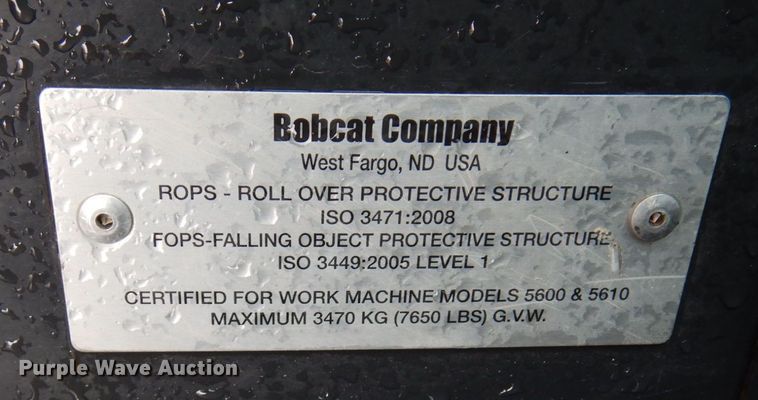 Bobcat Company
West Fargo, ND USA
ROPS - ROLL OVER PROTECTIVE STRUCTURE
ISO 3471:2008
FOPS-FALLING OBJECT PROTECTIVE STRUCTURE
ISO 3449:2005 LEVEL 1
CERTIFIED FOR WORK MACHINE MODELS 5600 & 5610
MAXIMUM 3470 KG (7650 LBS) G.V.W.
Purple Wave Auction